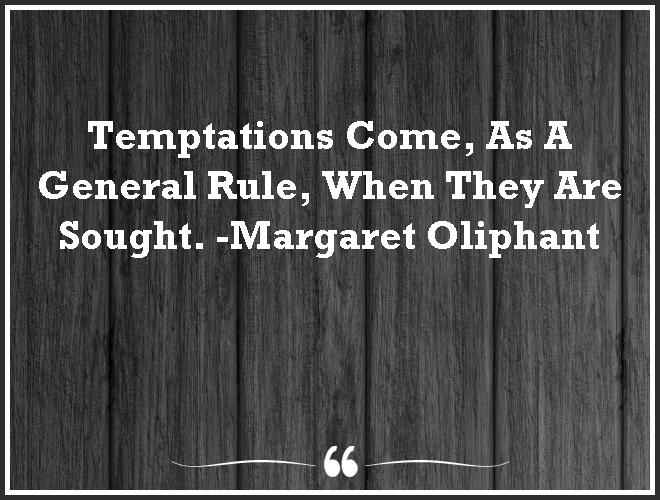 Temptations Come, As A
General Rule, When They Are
Sought. -Margaret Oliphant
❝